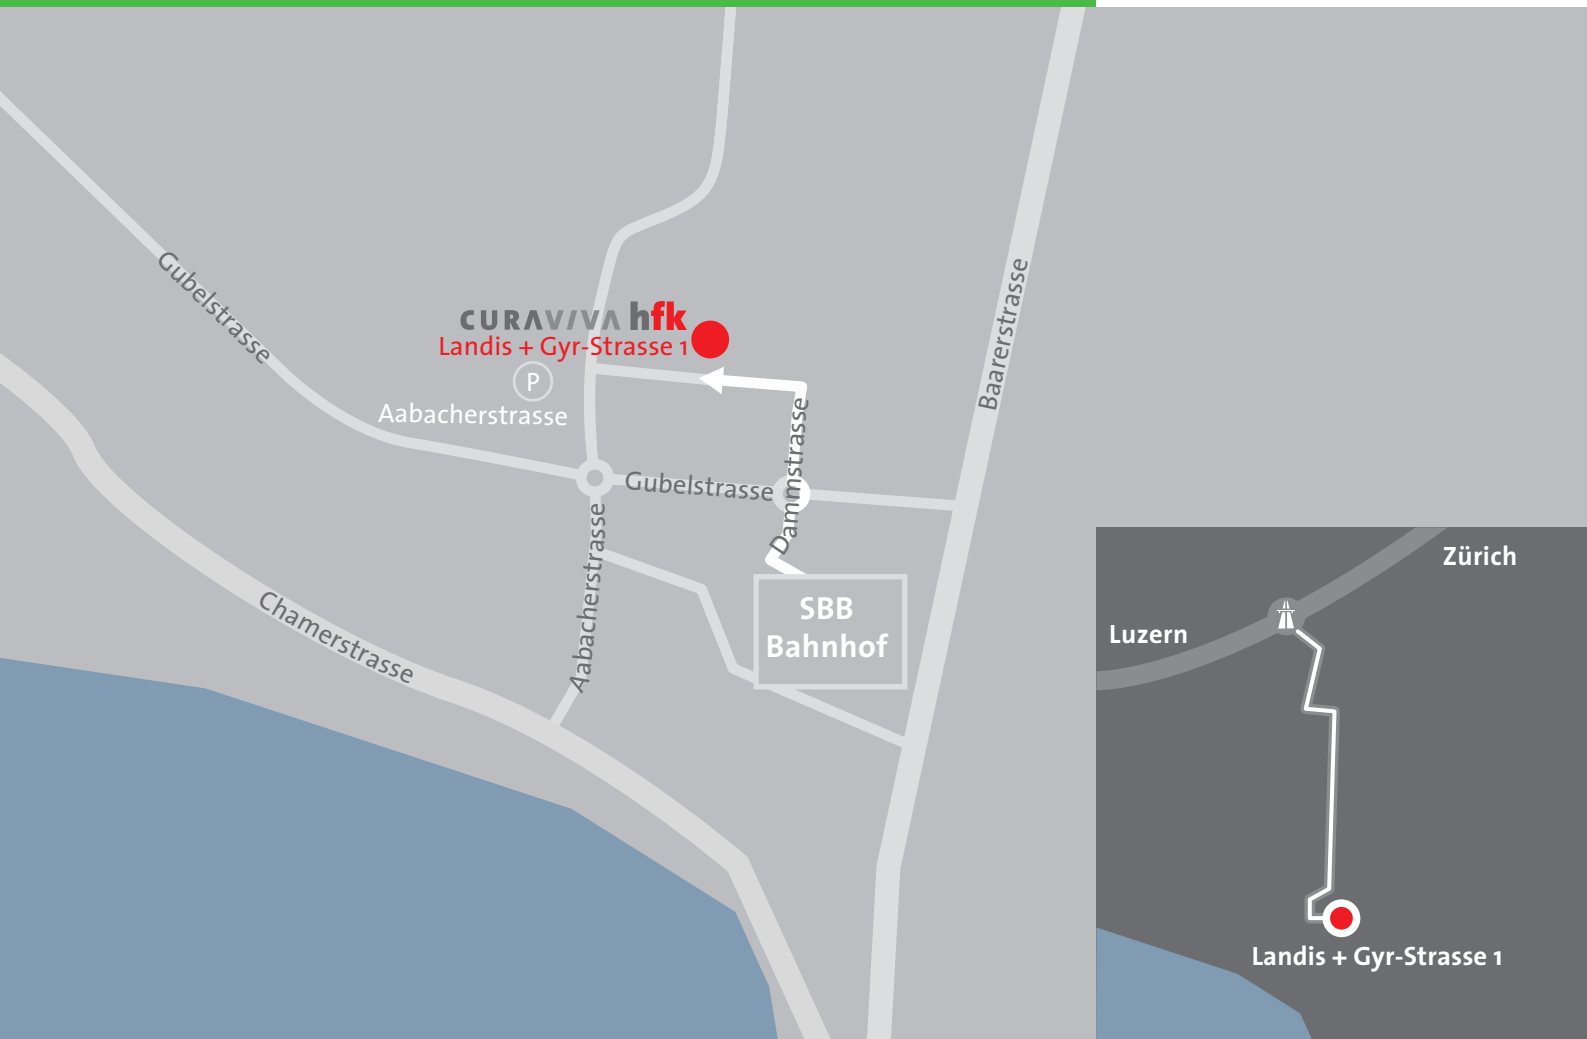 Gubelstrasse
CURAVIVA hfk
Landis + Gyr-Strasse 1
P
Aabacherstrasse
Baarerstrasse
Dammstrasse
Gubelstrasse
Aabacherstrasse
Chamerstrasse
SBB
Bahnhof
Zürich
Luzern
Landis + Gyr-Strasse 1